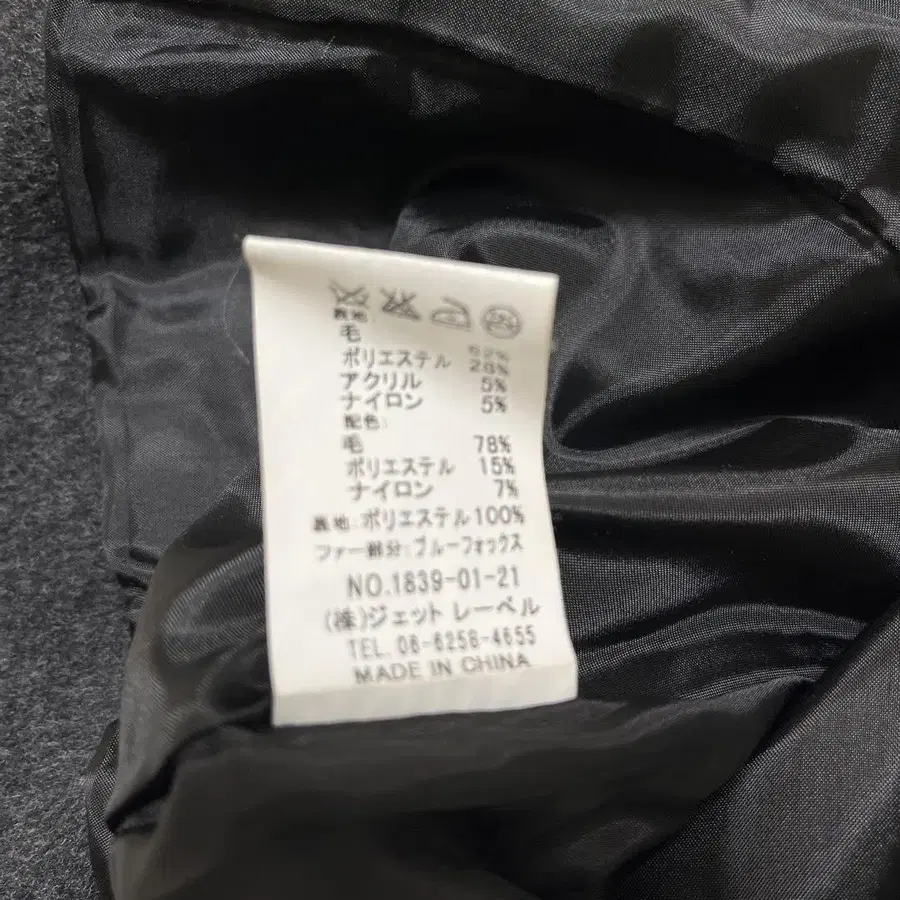 表地:
毛 62%
ポリエステル 28%
アクリル 5%
ナイロン 5%
配色:
毛 78%
ポリエステル 15%
ナイロン 7%
裏地:ポリエステル100%
ファー部分:ブルーフォックス
NO.1839-01-21
(株)ジェット レーベル
TEL. 06-6258-4655
MADE IN CHINA